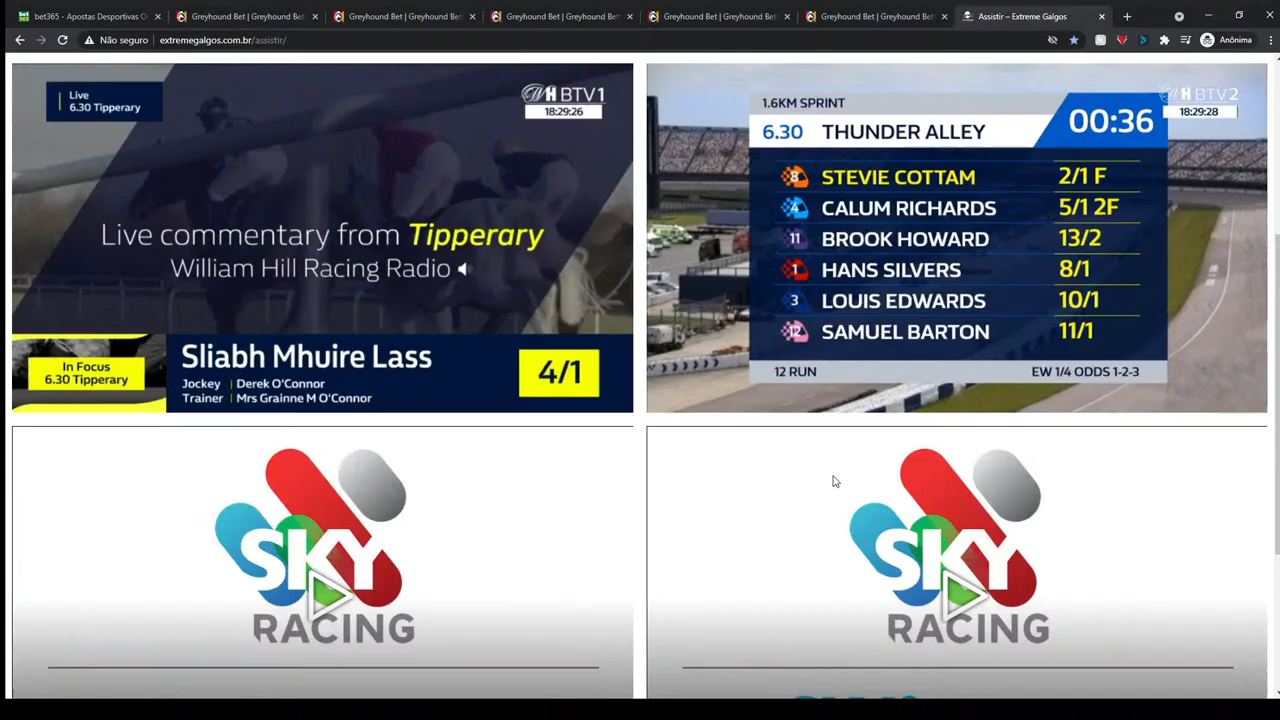 bet365 - Apostas Desportivas O
Greyhound Bet | Greyhound Bet
Greyhound Bet | Greyhound Bet
Greyhound Bet | Greyhound Bet
Greyhound Bet | Greyhound Bet
Greyhound Bet | Greyhound Bet
Assistir – Extreme Galgos
Não seguro
extremegalgos.com.br/assistir/
Anônima
Live
6.30 Tipperary
WH BTV1
18:29:26
Live commentary from Tipperary
William Hill Racing Radio
In Focus
6.30 Tipperary
Sliabh Mhuire Lass
Jockey | Derek O'Connor
Trainer | Mrs Grainne M O'Connor
4/1
WH BTV2
18:29:28
1.6KM SPRINT
6.30 THUNDER ALLEY
00:36
8 STEVIE COTTAM 2/1 F
4 CALUM RICHARDS 5/1 2F
11 BROOK HOWARD 13/2
1 HANS SILVERS 8/1
3 LOUIS EDWARDS 10/1
12 SAMUEL BARTON 11/1
12 RUN EW 1/4 ODDS 1-2-3
SKY
RACING
SKY
RACING